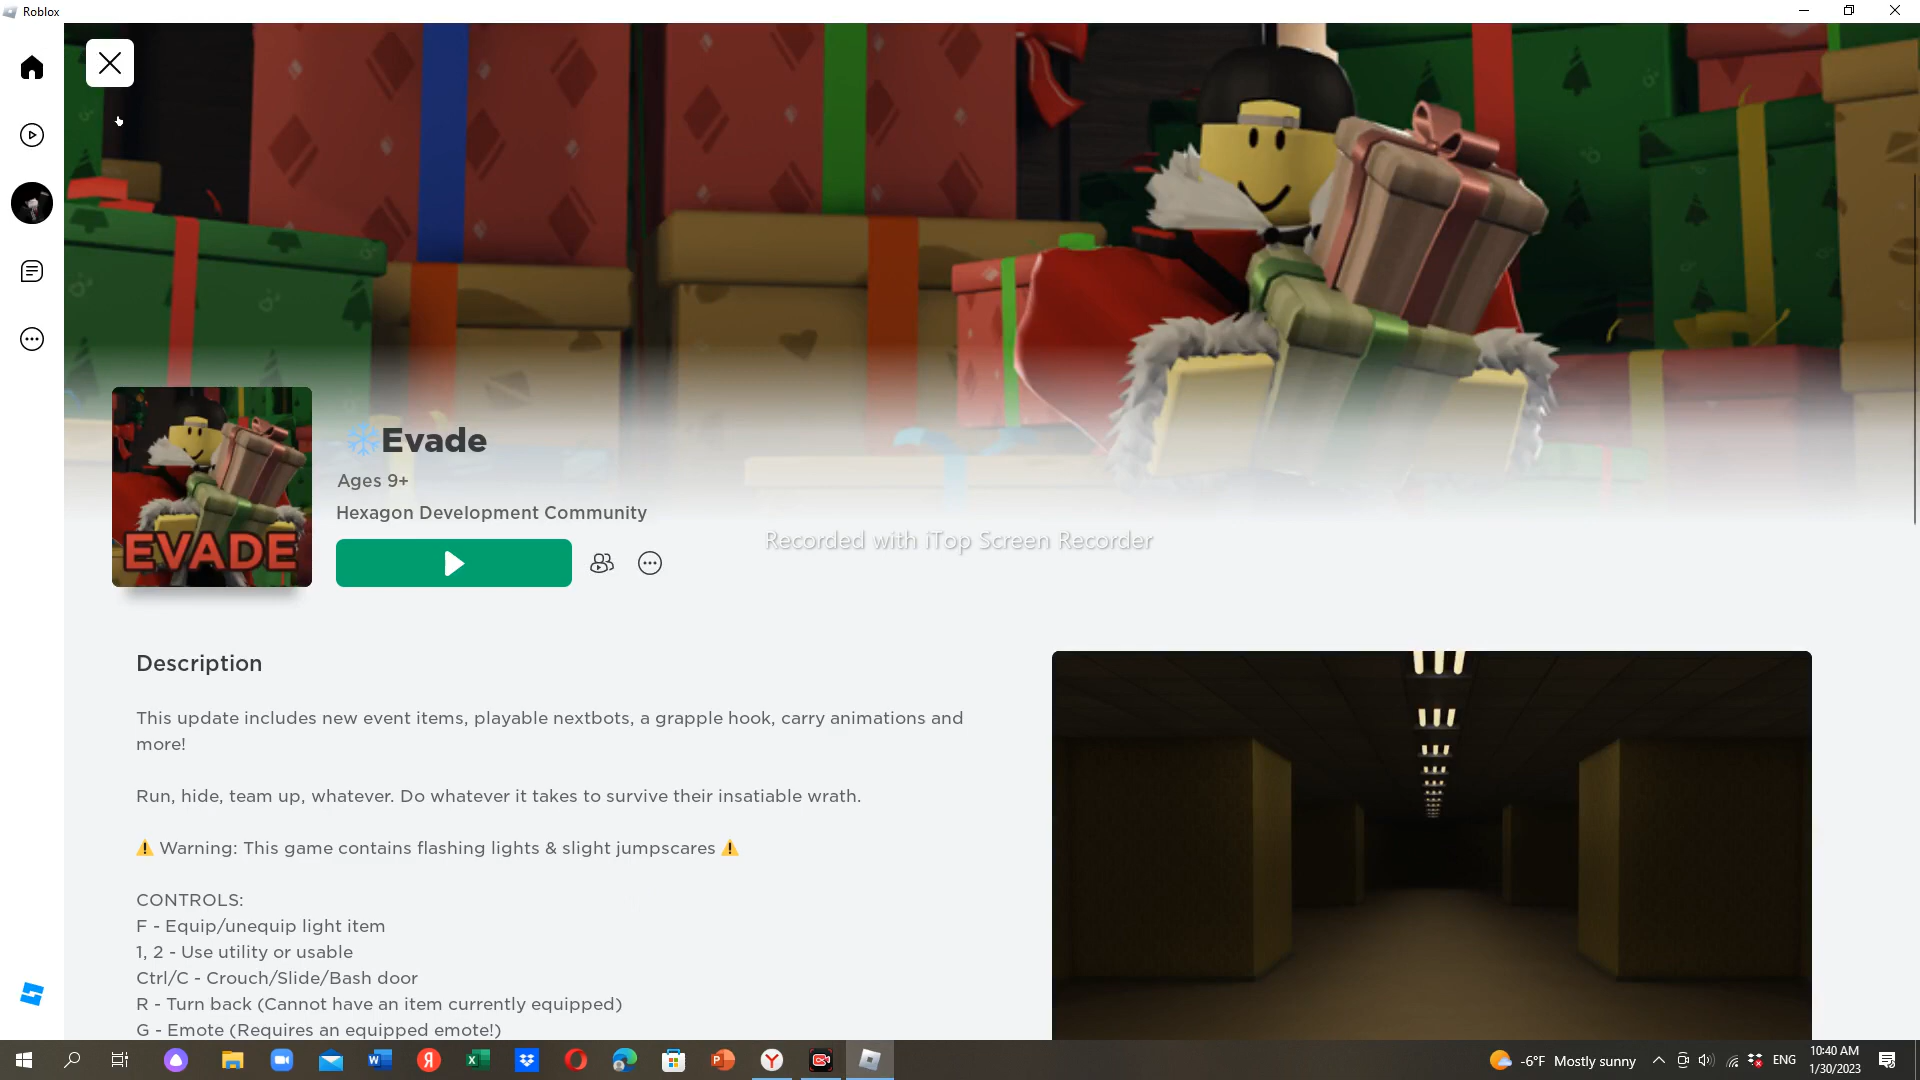 Roblox
❄️Evade
Ages 9+
Hexagon Development Community
EVADE
Recorded with iTop Screen Recorder
Description
This update includes new event items, playable nextbots, a grapple hook, carry animations and
more!
Run, hide, team up, whatever. Do whatever it takes to survive their insatiable wrath.
⚠️ Warning: This game contains flashing lights & slight jumpscares ⚠️
CONTROLS:
F - Equip/unequip light item
1, 2 - Use utility or usable
Ctrl/C - Crouch/Slide/Bash door
R - Turn back (Cannot have an item currently equipped)
G - Emote (Requires an equipped emote!)
-6°F Mostly sunny
ENG
10:40 AM
1/30/2023